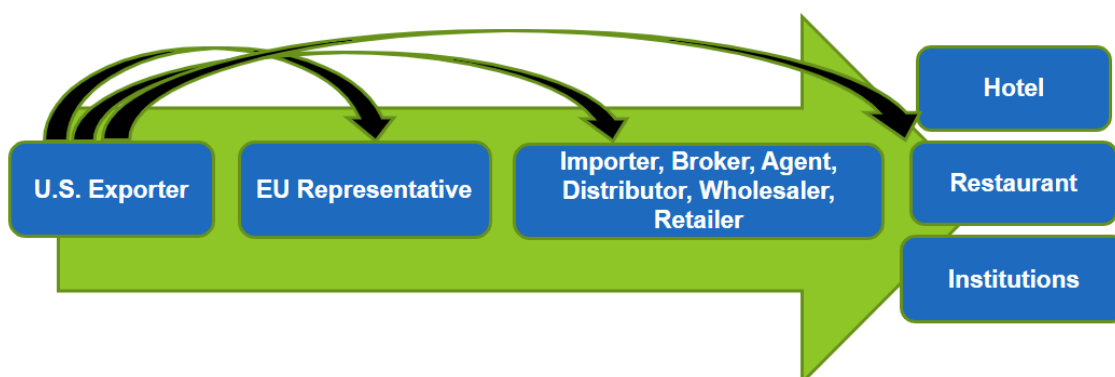 Hotel
U.S. Exporter
EU Representative
Importer, Broker, Agent,
Distributor, Wholesaler,
Retailer
Restaurant
Institutions